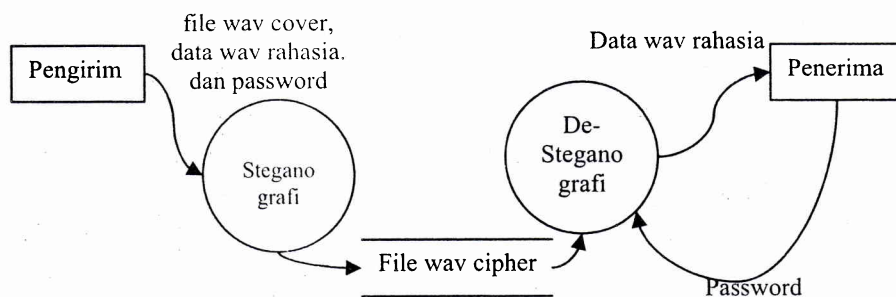 file wav cover,
data wav rahasia,
dan password
Pengirim
Stegano
grafi
File wav cipher
De-
Stegano
grafi
Data wav rahasia
Penerima
Password